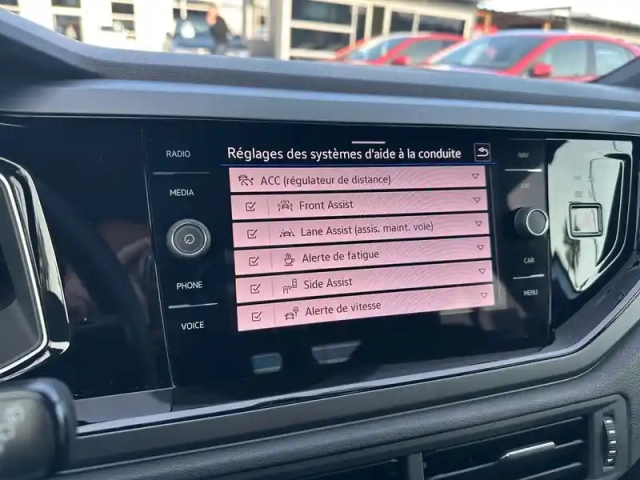 RADIO
MEDIA
PHONE
VOICE
Réglages des systèmes d'aide à la conduite
ACC (régulateur de distance)
Front Assist
Lane Assist (assis. maint. voie)
Alerte de fatigue
Side Assist
Alerte de vitesse
NAV
CAR
MENU